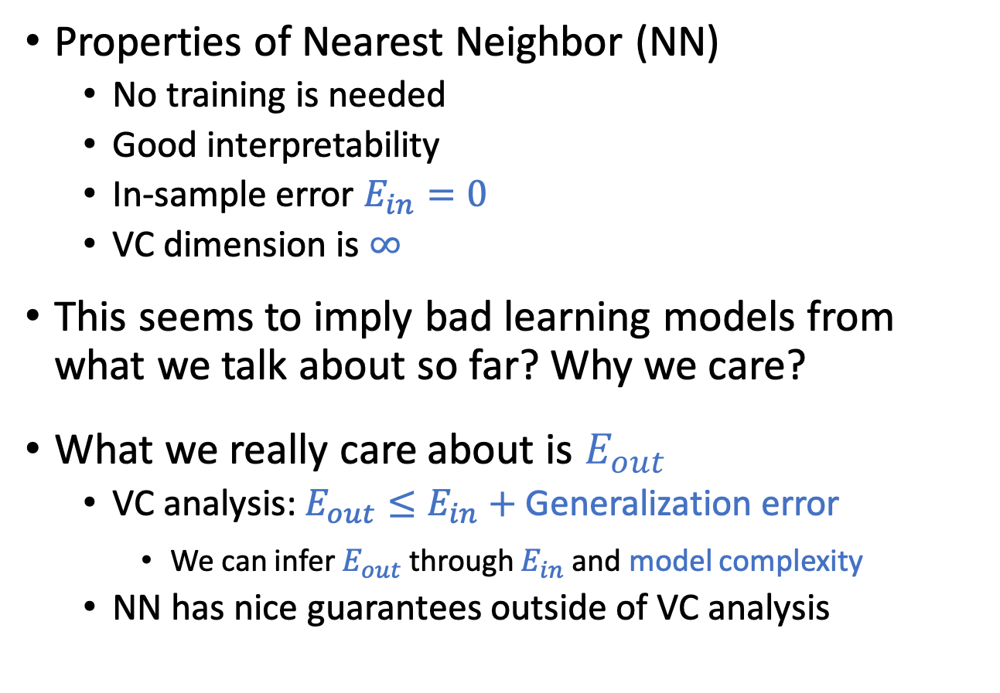 • Properties of Nearest Neighbor (NN)
• No training is needed
• Good interpretability
• In-sample error E_{in} = 0
• VC dimension is ∞
• This seems to imply bad learning models from
what we talk about so far? Why we care?
• What we really care about is E_{out}
• VC analysis: E_{out} ≤ E_{in} + Generalization error
• We can infer E_{out} through E_{in} and model complexity
• NN has nice guarantees outside of VC analysis